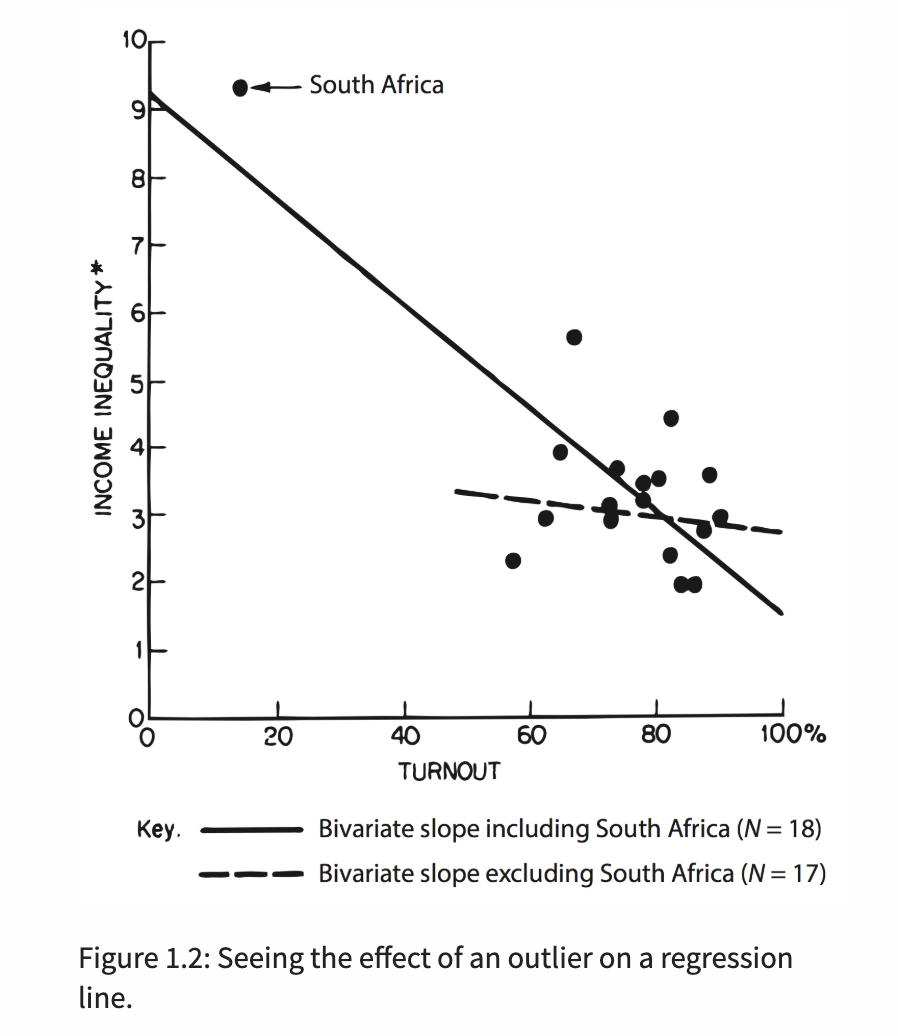 10
South Africa
9
8
7
6
5
4
3
2
1
0
INCOME INEQUALITY*
0 20 40 60 80 100%
TURNOUT
Key. Bivariate slope including South Africa (N = 18)
Bivariate slope excluding South Africa (N = 17)
Figure 1.2: Seeing the effect of an outlier on a regression
line.